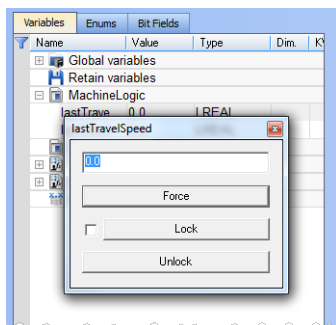 Variables Enums Bit Fields
Name Value Type Dim.
Global variables
Retain variables
MachineLogic
lastTrave 0.0 LREAL
lastTravelSpeed
0.0
Force
Lock
Unlock